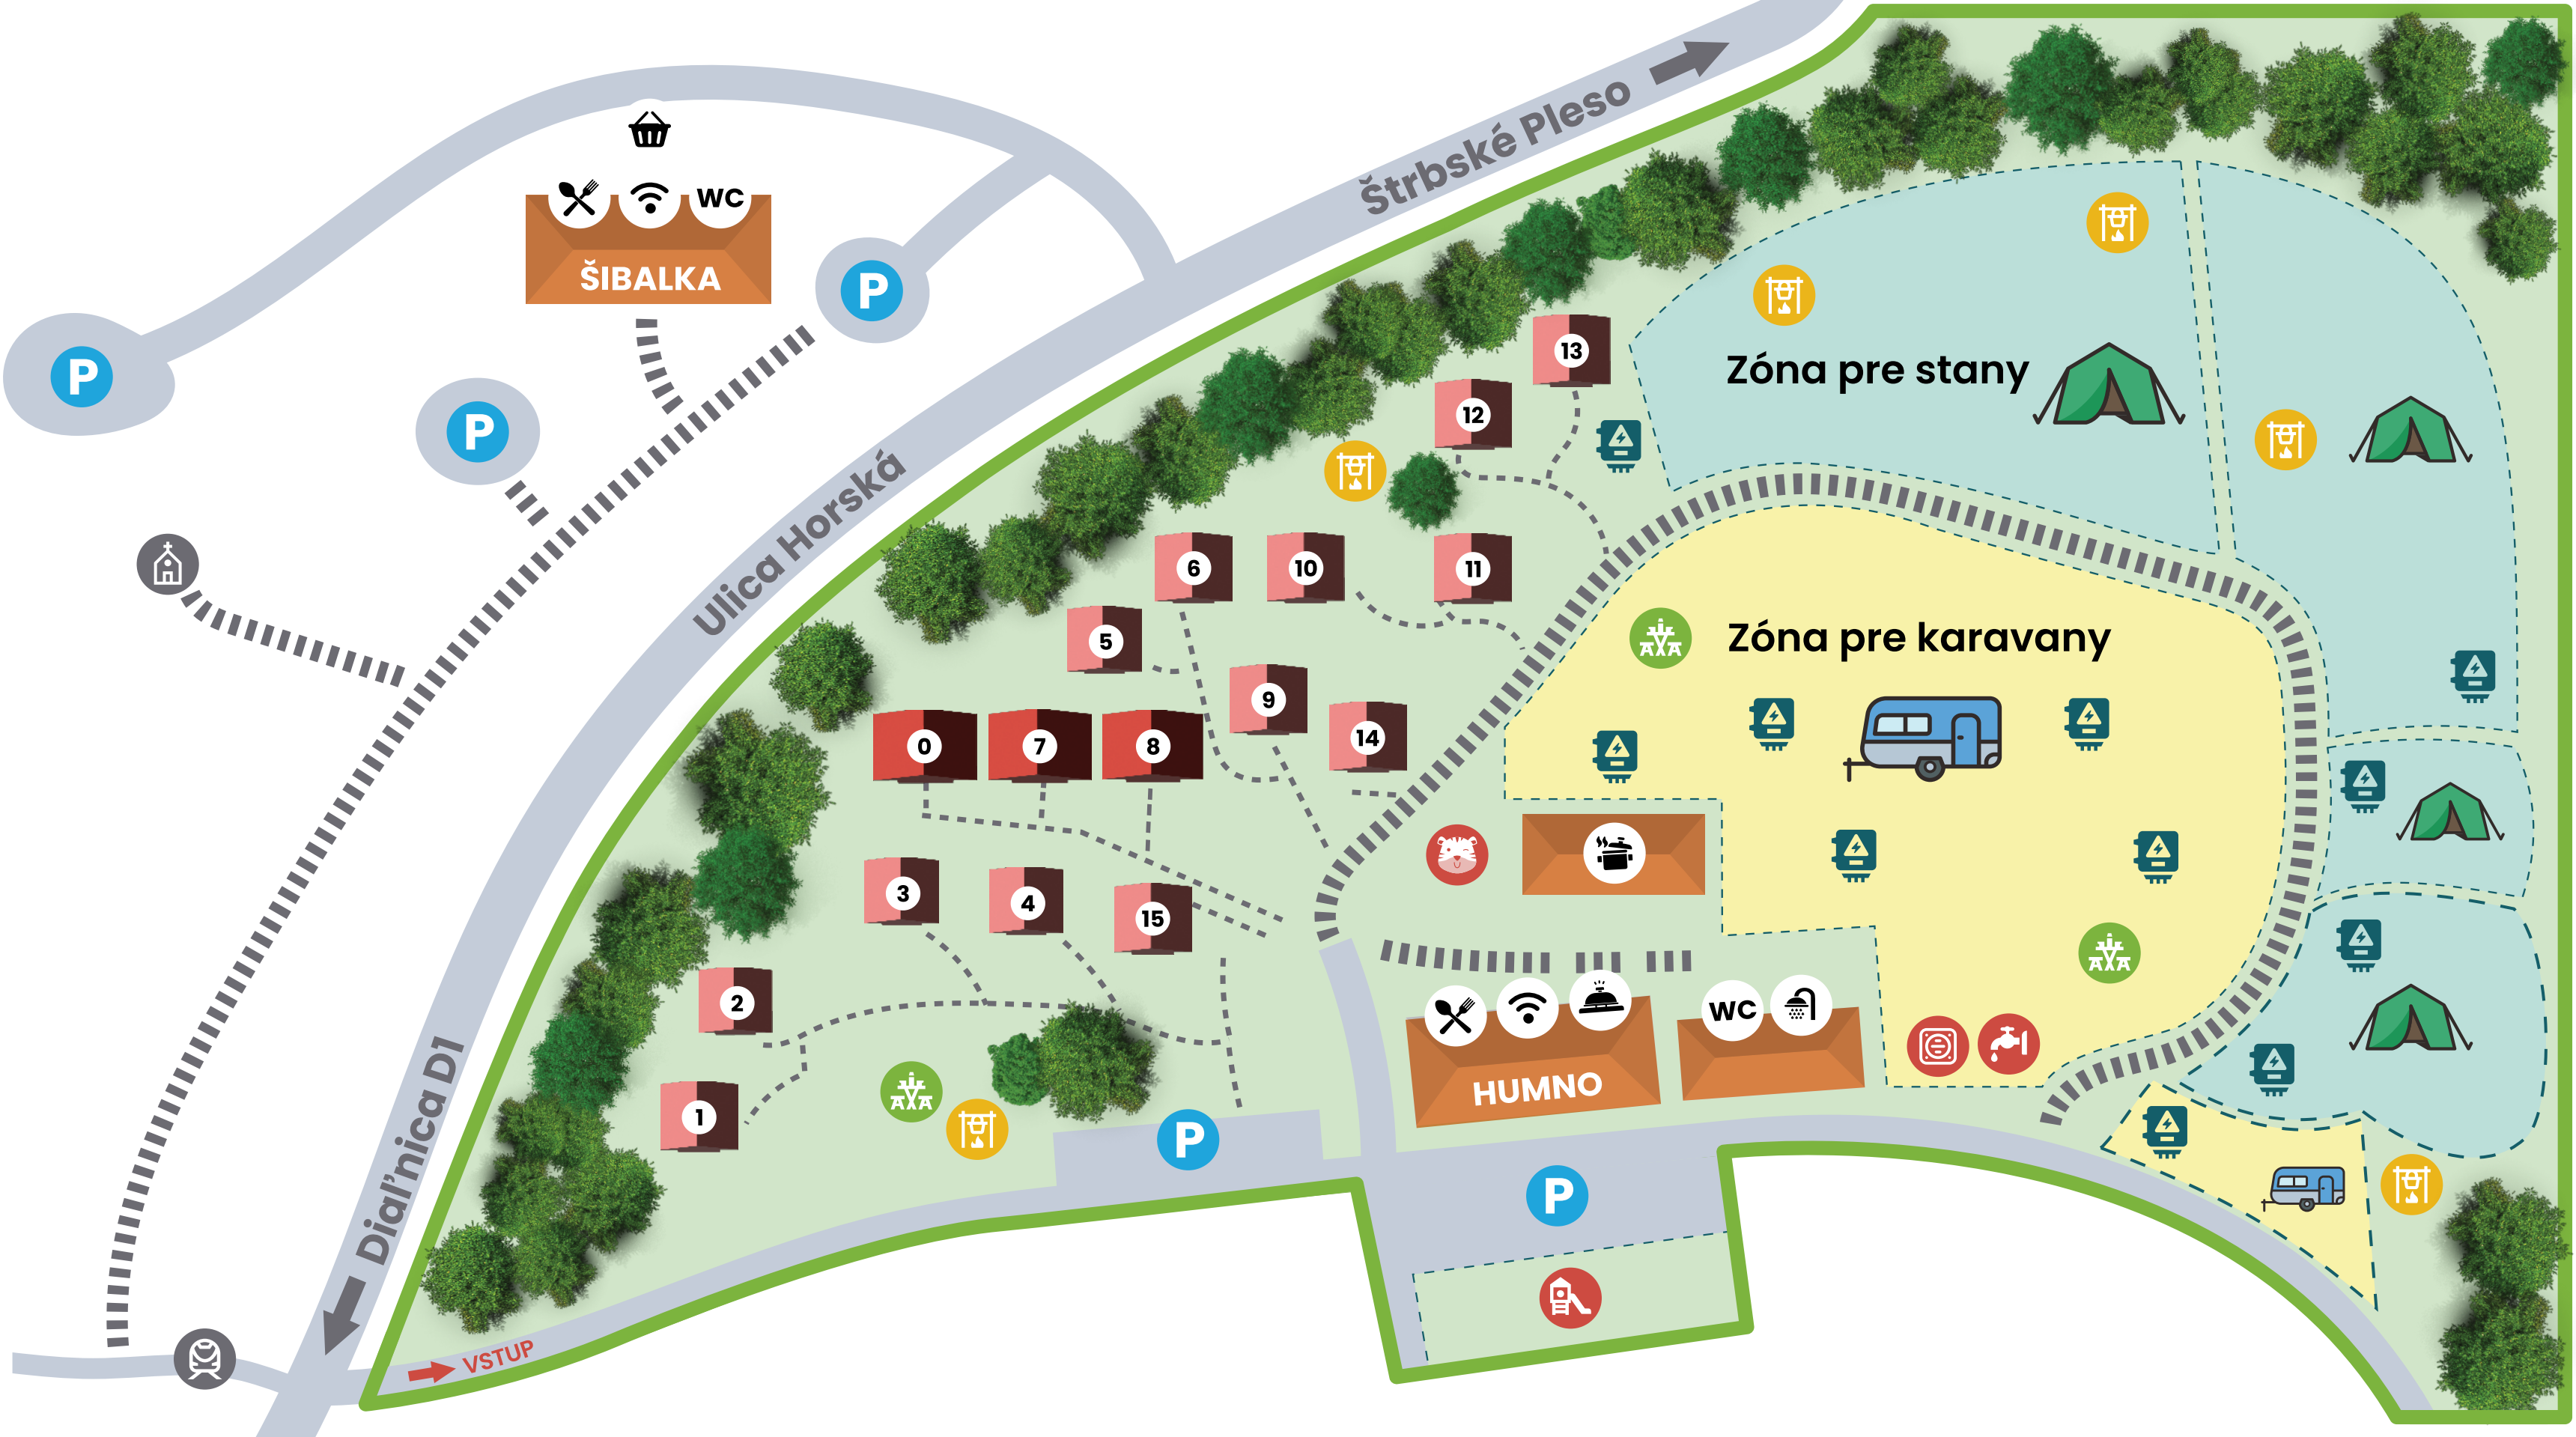 Štrbské Pleso
WC
ŠIBALKA
P
P
P
Ulica Horská
13
12
Zóna pre stany
6
10
11
5
Zóna pre karavany
9
14
0
7
8
3
4
15
2
1
WC
HUMNO
P
P
Diaľnica D1
VSTUP